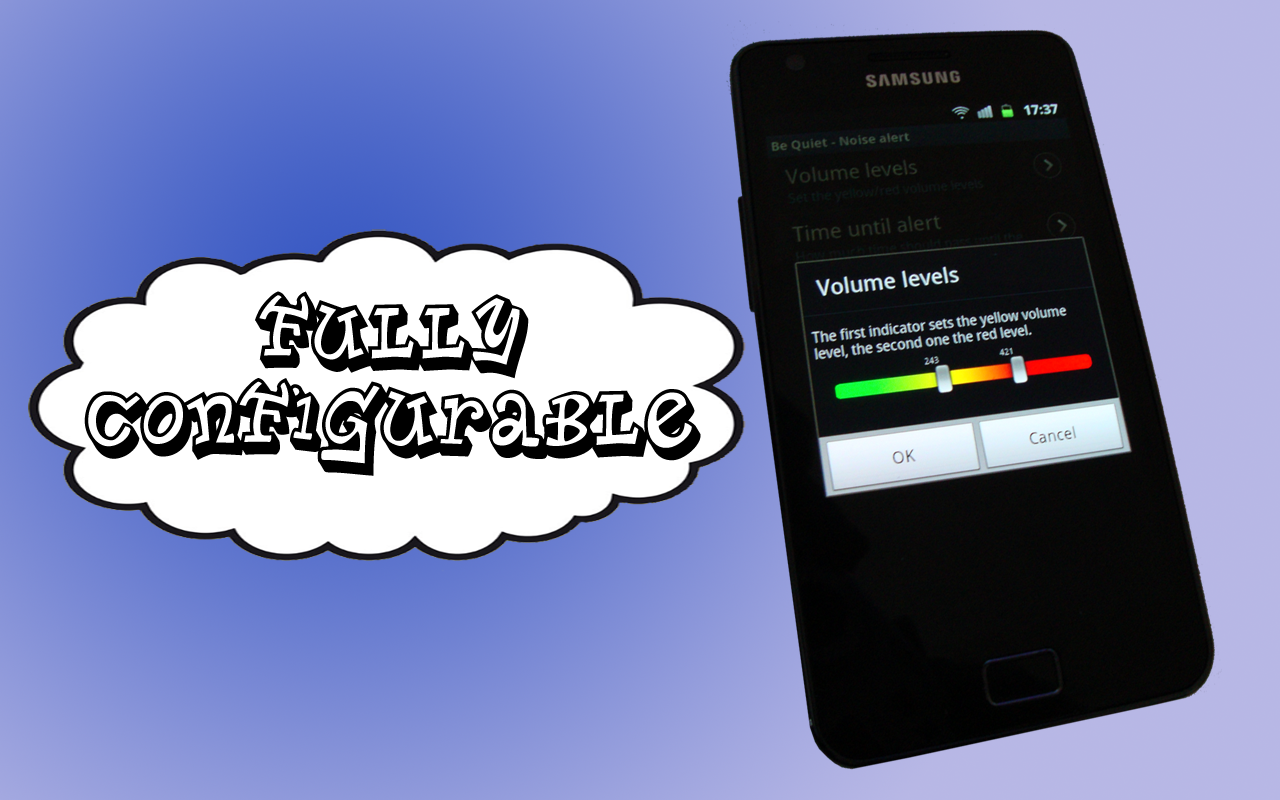 FULLY
CONFIGURABLE
SAMSUNG
17:37
Be Quiet - Noise alert
Volume levels
Set the yellow/red volume levels
Time until alert
Volume levels
The first indicator sets the yellow volume
level, the second one the red level.
243 421
OK Cancel